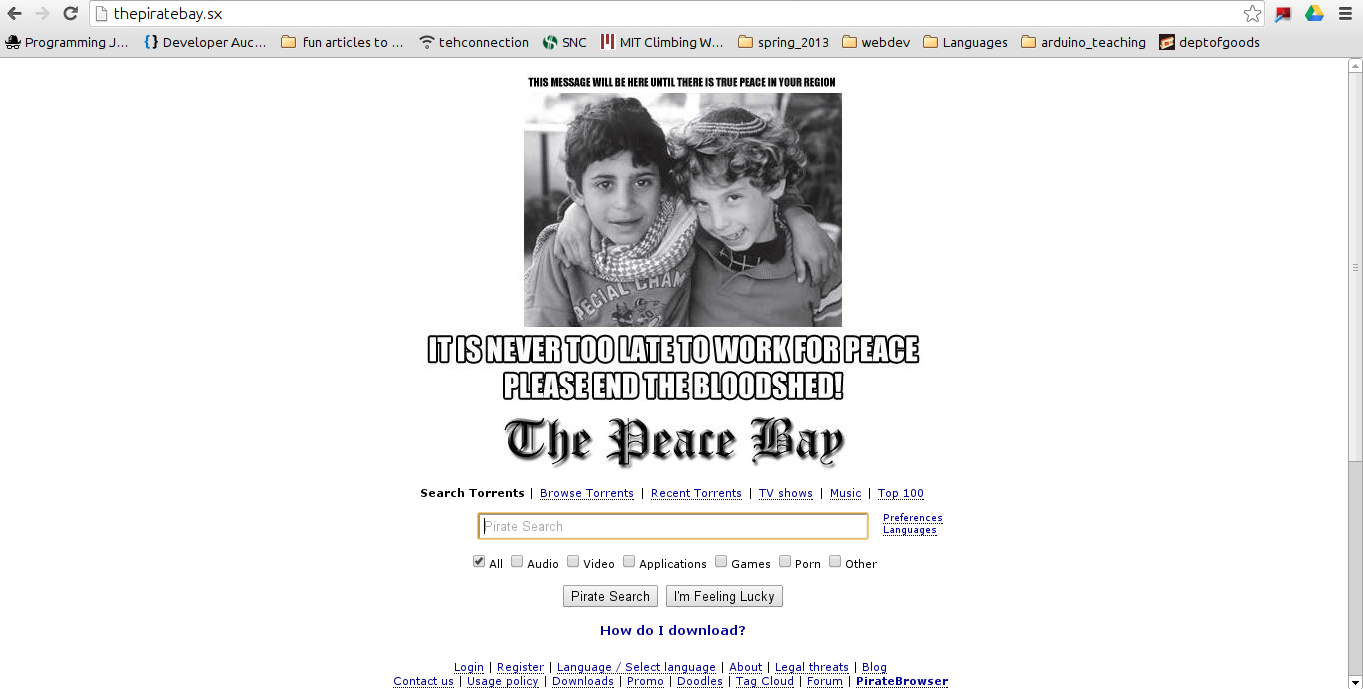 thepiratebay.sx
Programming J... Developer Auc... fun articles to ... tehconnection SNC MIT Climbing W... spring_2013 webdev Languages arduino_teaching deptofgoods
THIS MESSAGE WILL BE HERE UNTIL THERE IS TRUE PEACE IN YOUR REGION
SPECIAL CHAM
IT IS NEVER TOO LATE TO WORK FOR PEACE
PLEASE END THE BLOODSHED!
The Peace Bay
Search Torrents | Browse Torrents | Recent Torrents | TV shows | Music | Top 100
Pirate Search
Preferences
Languages
All Audio Video Applications Games Porn Other
Pirate Search I'm Feeling Lucky
How do I download?
Login | Register | Language / Select language | About | Legal threats | Blog
Contact us | Usage policy | Downloads | Promo | Doodles | Tag Cloud | Forum | PirateBrowser